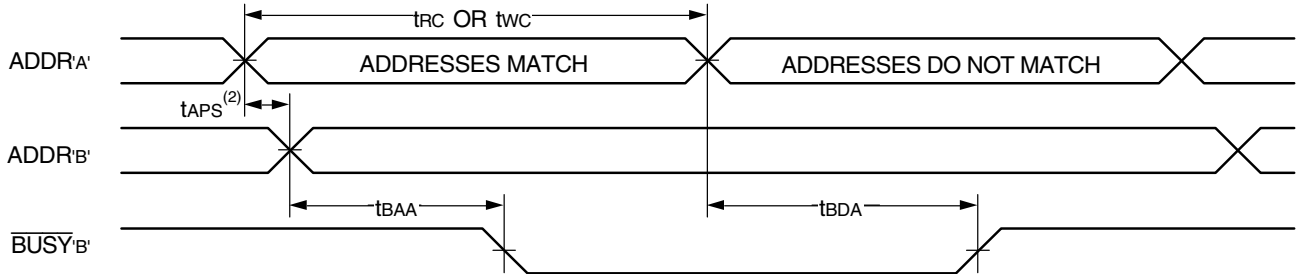 tRC OR tWC
ADDR'A'
ADDRESSES MATCH
ADDRESSES DO NOT MATCH
tAPS(2)
ADDR'B'
tBAA
tBDA
BUSY'B'